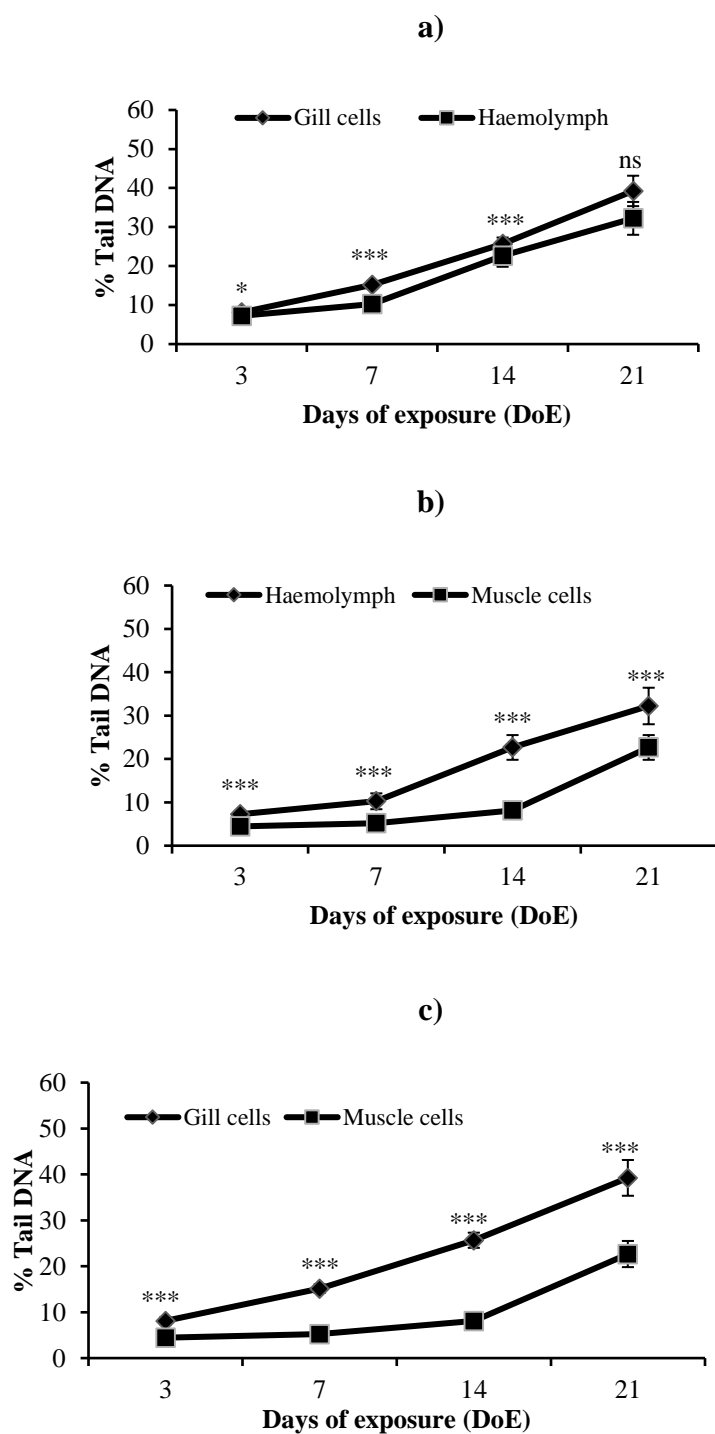 a)
Gill cells Haemolymph
60
50
40
30
20
10
0
% Tail DNA
* *** *** ns
3 7 14 21
Days of exposure (DoE)
b)
Haemolymph Muscle cells
60
50
40
30
20
10
0
% Tail DNA
*** *** *** ***
3 7 14 21
Days of exposure (DoE)
c)
Gill cells Muscle cells
60
50
40
30
20
10
0
% Tail DNA
*** *** *** ***
3 7 14 21
Days of exposure (DoE)